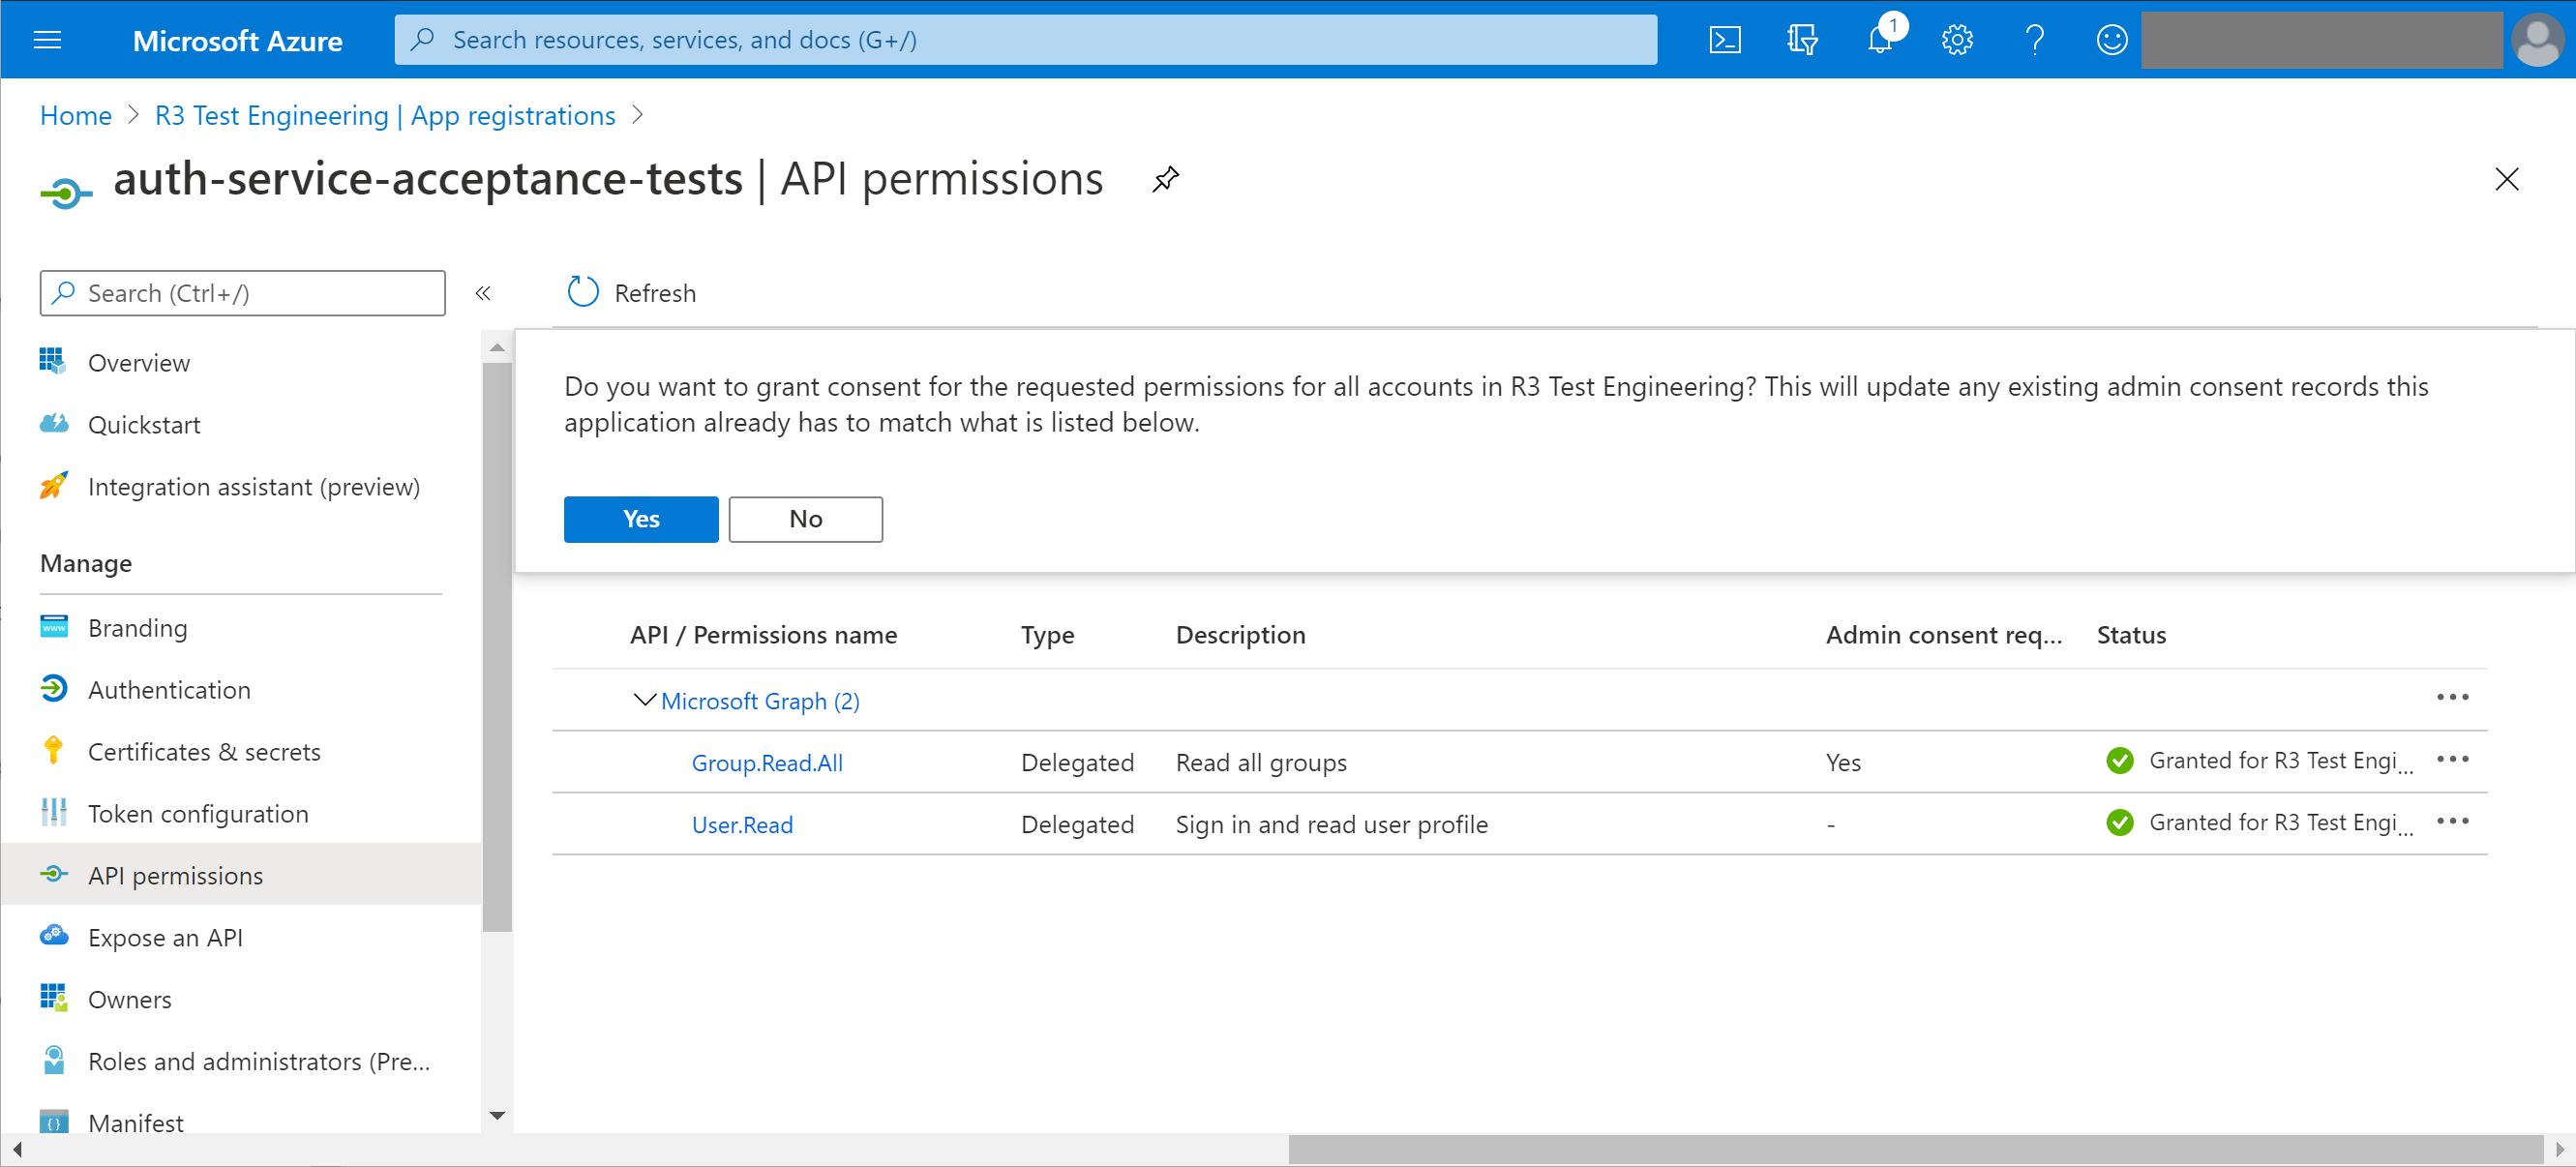 Microsoft Azure
Search resources, services, and docs (G+/)
1
Home > R3 Test Engineering | App registrations >
auth-service-acceptance-tests | API permissions
Search (Ctrl+/)
«
Refresh
Overview
Quickstart
Integration assistant (preview)
Manage
Branding
Authentication
Certificates & secrets
Token configuration
API permissions
Expose an API
Owners
Roles and administrators (Pre...
Manifest
Do you want to grant consent for the requested permissions for all accounts in R3 Test Engineering? This will update any existing admin consent records this
application already has to match what is listed below.
Yes No
API / Permissions name Type Description Admin consent req... Status
Microsoft Graph (2)
Group.Read.All Delegated Read all groups Yes Granted for R3 Test Engi...
User.Read Delegated Sign in and read user profile - Granted for R3 Test Engi...